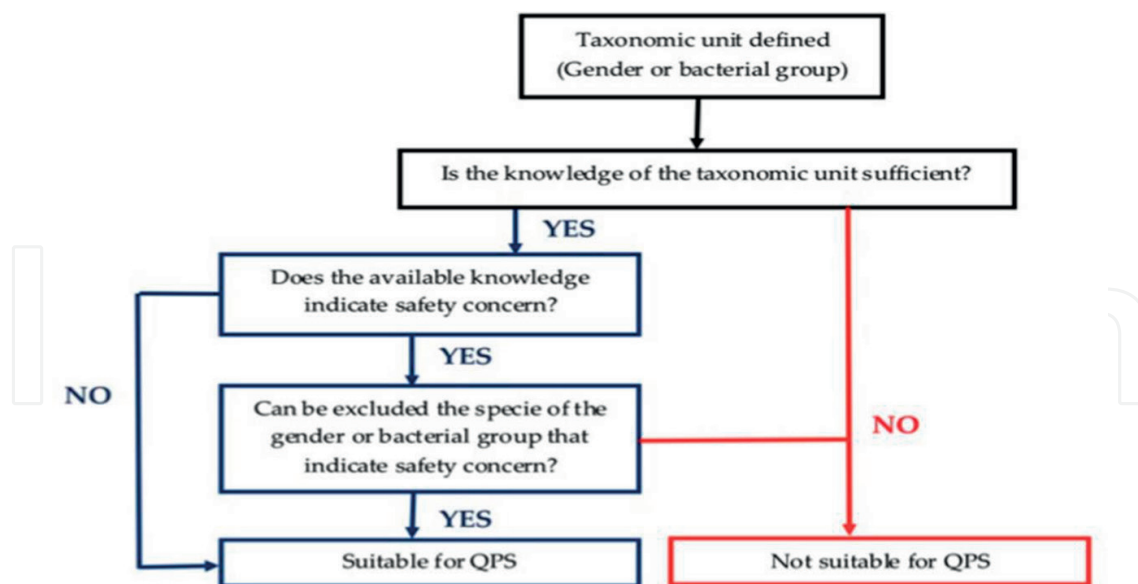 Taxonomic unit defined
(Gender or bacterial group)
Is the knowledge of the taxonomic unit sufficient?
YES
Does the available knowledge
indicate safety concern?
YES
NO
Can be excluded the specie of the
gender or bacterial group that
indicate safety concern?
NO
YES
Suitable for QPS
Not suitable for QPS